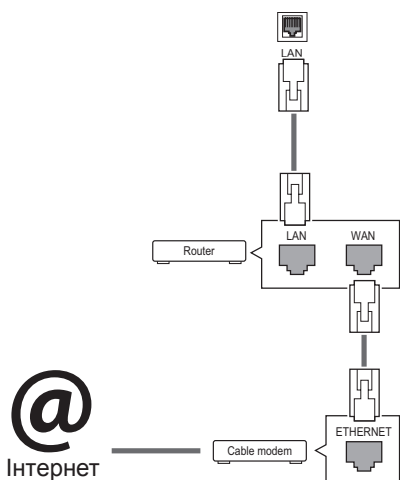 LAN
LAN WAN
Router
ETHERNET
Cable modem
@
Інтернет